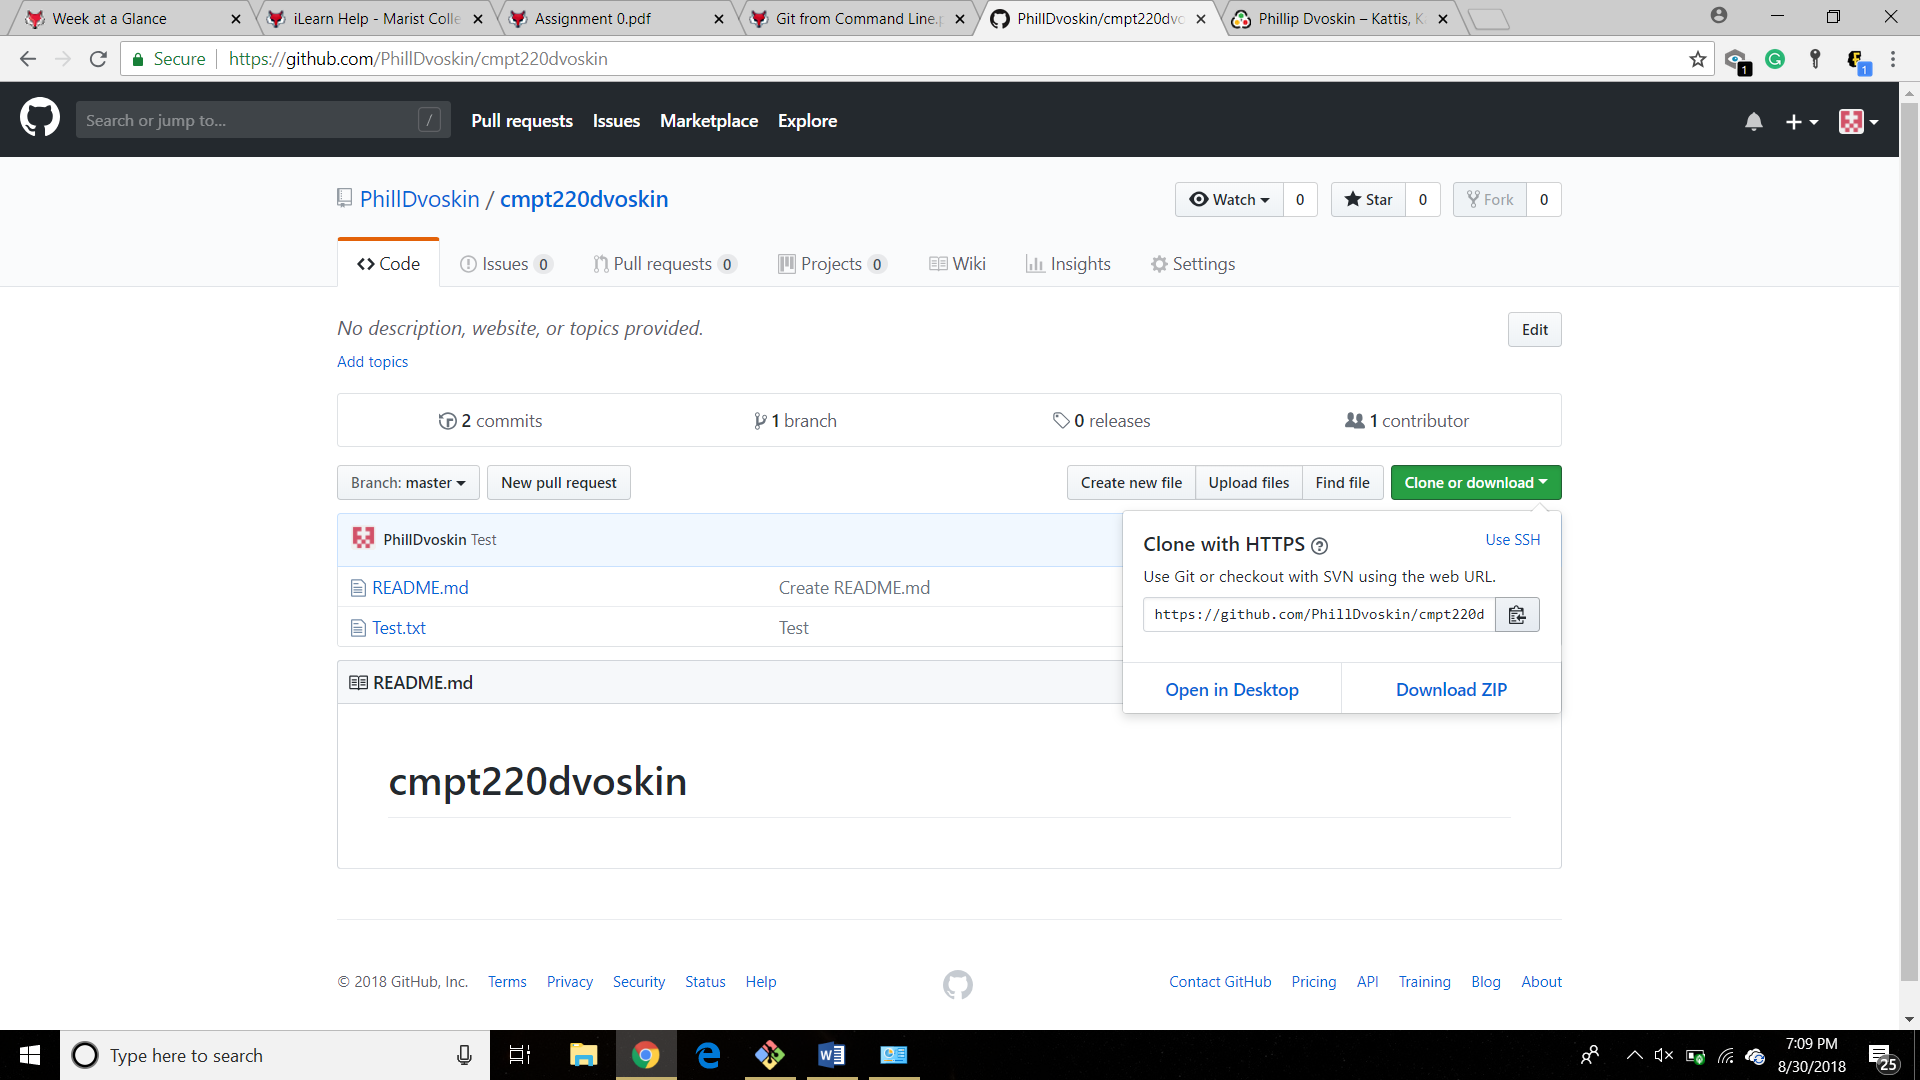 Week at a Glance
iLearn Help - Marist Colle
Assignment 0.pdf
Git from Command Line.p
PhillDvoskin/cmpt220dvo
Phillip Dvoskin – Kattis, K
Secure
https://github.com/PhillDvoskin/cmpt220dvoskin
1
1
Search or jump to...
/
Pull requests
Issues
Marketplace
Explore
PhillDvoskin / cmpt220dvoskin
Watch 0
Star 0
Fork 0
Code
Issues 0
Pull requests 0
Projects 0
Wiki
Insights
Settings
No description, website, or topics provided.
Edit
Add topics
2 commits
1 branch
0 releases
1 contributor
Branch: master
New pull request
Create new file
Upload files
Find file
Clone or download
PhillDvoskin Test
README.md
Create README.md
Test.txt
Test
Clone with HTTPS
Use SSH
Use Git or checkout with SVN using the web URL.
https://github.com/PhillDvoskin/cmpt220d
Open in Desktop
Download ZIP
README.md
cmpt220dvoskin
© 2018 GitHub, Inc.
Terms
Privacy
Security
Status
Help
Contact GitHub
Pricing
API
Training
Blog
About
Type here to search
7:09 PM
8/30/2018
25